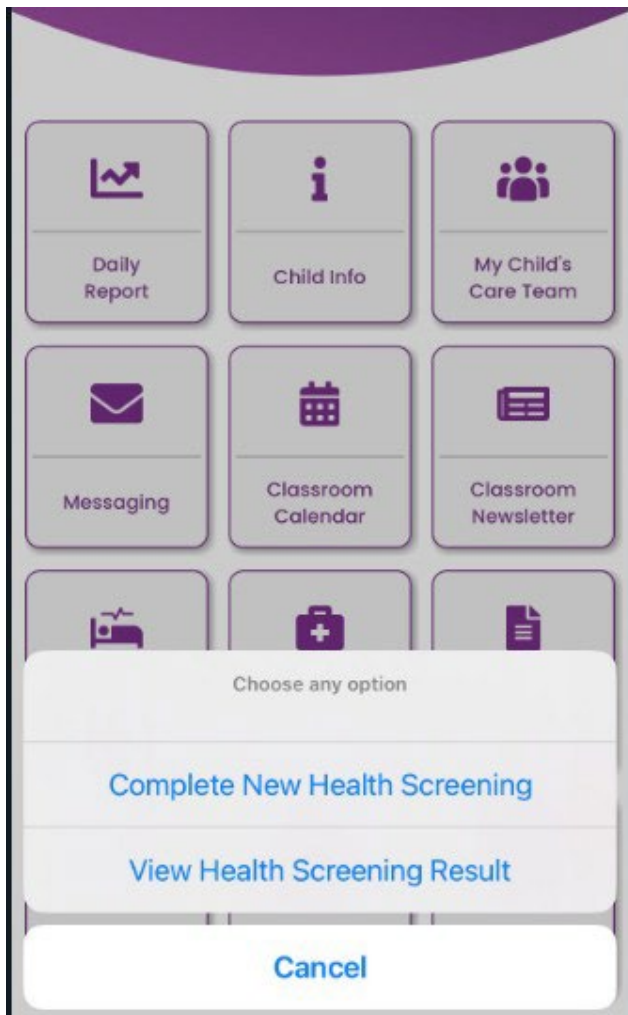 Daily
Report
Child Info
My Child's
Care Team
Messaging
Classroom
Calendar
Classroom
Newsletter
Choose any option
Complete New Health Screening
View Health Screening Result
Cancel